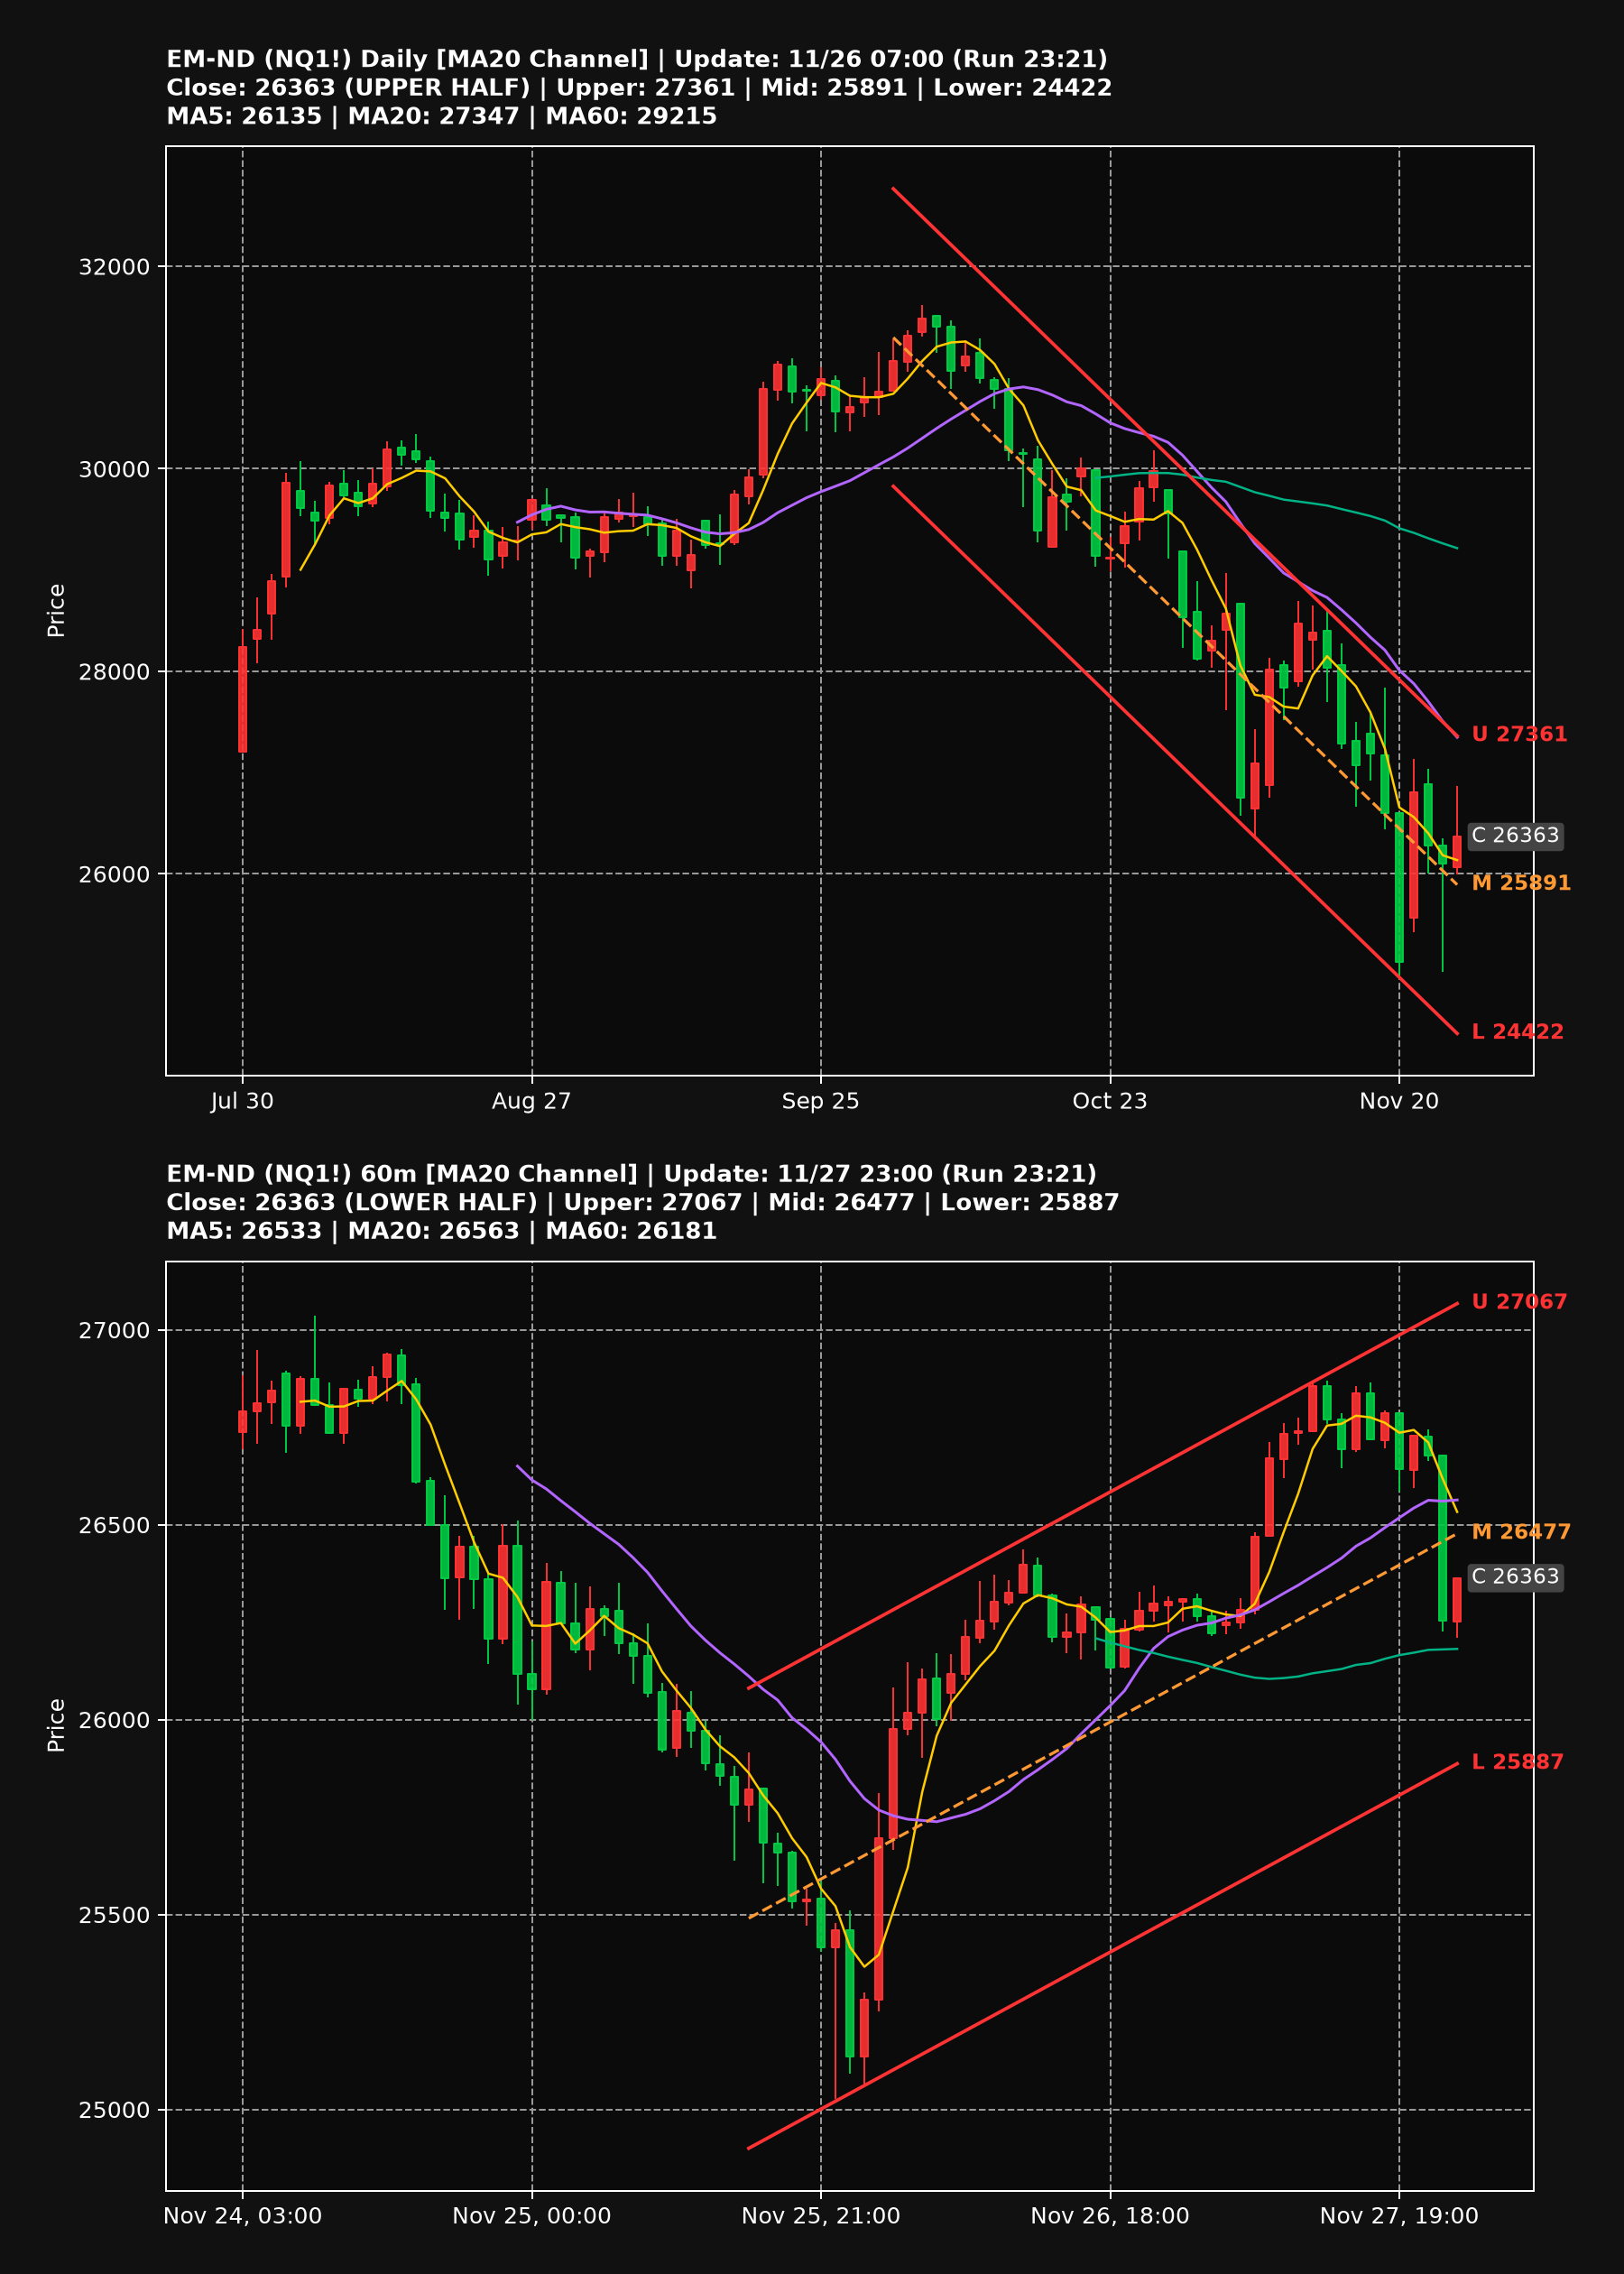 EM-ND (NQ1!) Daily [MA20 Channel] | Update: 11/26 07:00 (Run 23:21)
Close: 26363 (UPPER HALF) | Upper: 27361 | Mid: 25891 | Lower: 24422
MA5: 26135 | MA20: 27347 | MA60: 29215
Price
32000
30000
28000
26000
U 27361
C 26363
M 25891
L 24422
Jul 30
Aug 27
Sep 25
Oct 23
Nov 20
EM-ND (NQ1!) 60m [MA20 Channel] | Update: 11/27 23:00 (Run 23:21)
Close: 26363 (LOWER HALF) | Upper: 27067 | Mid: 26477 | Lower: 25887
MA5: 26533 | MA20: 26563 | MA60: 26181
Price
27000
26500
26000
25500
25000
U 27067
M 26477
C 26363
L 25887
Nov 24, 03:00
Nov 25, 00:00
Nov 25, 21:00
Nov 26, 18:00
Nov 27, 19:00